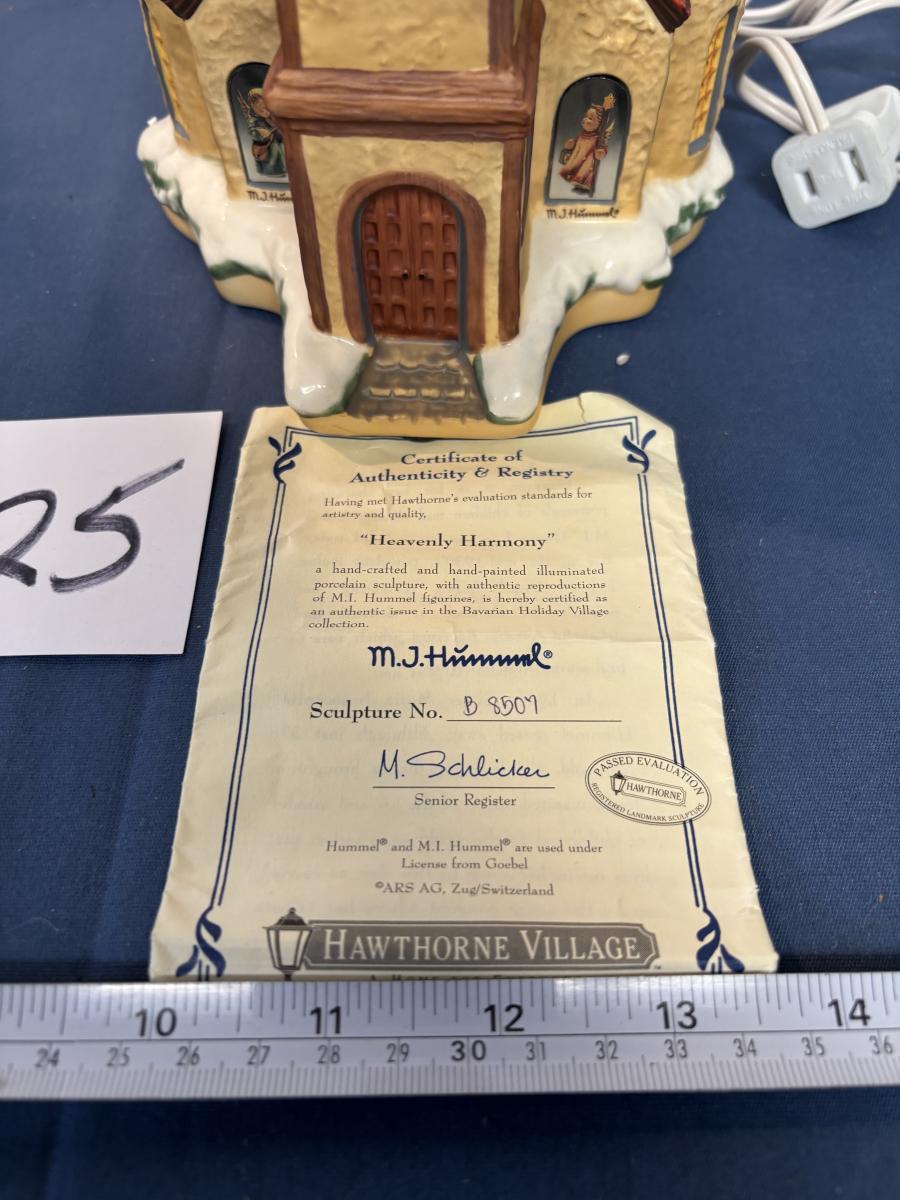 M.J.Hum
M.J.Hummel®
25
Certificate of
Authenticity & Registry
Having met Hawthorne's evaluation standards for
artistry and quality,
"Heavenly Harmony"
a hand-crafted and hand-painted illuminated
porcelain sculpture, with authentic reproductions
of M.I. Hummel figurines, is hereby certified as
an authentic issue in the Bavarian Holiday Village
collection.
M.J.Hummel®
Sculpture No. B 8507
M. Schlicker
Senior Register
PASSED EVALUATION
HAWTHORNE
REGISTERED LANDMARK SCULPTURE
Hummel® and M.I. Hummel® are used under
License from Goebel
©ARS AG, Zug/Switzerland
HAWTHORNE VILLAGE™
10 11 12 13 14
24 25 26 27 28 29 30 31 32 33 34 35 36